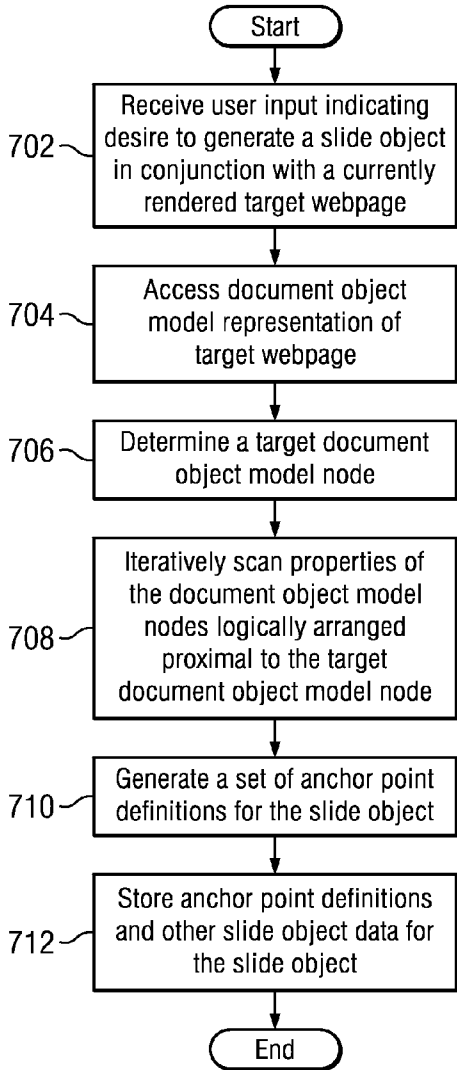 Start
702
Receive user input indicating
desire to generate a slide object
in conjunction with a currently
rendered target webpage
704
Access document object
model representation of
target webpage
706
Determine a target document
object model node
708
Iteratively scan properties of
the document object model
nodes logically arranged
proximal to the target
document object model node
710
Generate a set of anchor point
definitions for the slide object
712
Store anchor point definitions
and other slide object data for
the slide object
End